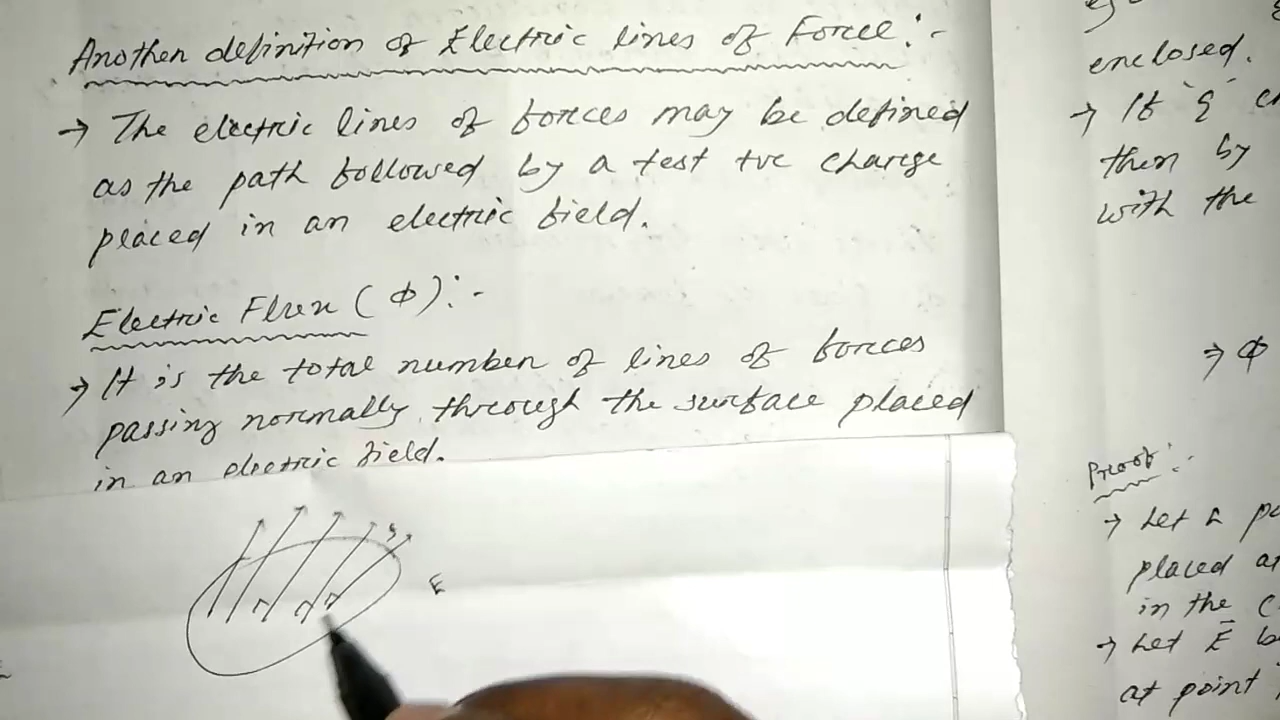 Another definition of Electric lines of Force :-
→ The electric lines of forces may be defined
as the path followed by a test +ve charge
placed in an electric field.
Electric Flux (Φ) :-
→ It is the total number of lines of forces
passing normally through the surface placed
in an electric field.
S
E
enclosed.
→ If
then by
with the
⇒ Φ
Proof :-
→ Let
placed
in the
→ Let E
at point